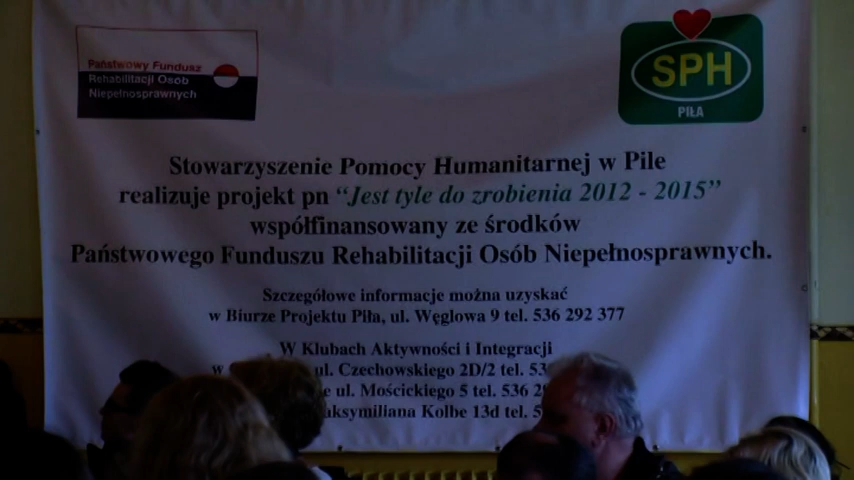 Państwowy Fundusz
Rehabilitacji Osób
Niepełnosprawnych
SPH
PIŁA
Stowarzyszenie Pomocy Humanitarnej w Pile
realizuje projekt pn “Jest tyle do zrobienia 2012 - 2015”
współfinansowany ze środków
Państwowego Funduszu Rehabilitacji Osób Niepełnosprawnych.
Szczegółowe informacje można uzyskać
w Biurze Projektu Piła, ul. Węglowa 9 tel. 536 292 377
W Klubach Aktywności i Integracji
w ul. Czechowskiego 2D/2 tel.
ul. Mościckiego 5 tel. 536
Kolbe 13d tel.